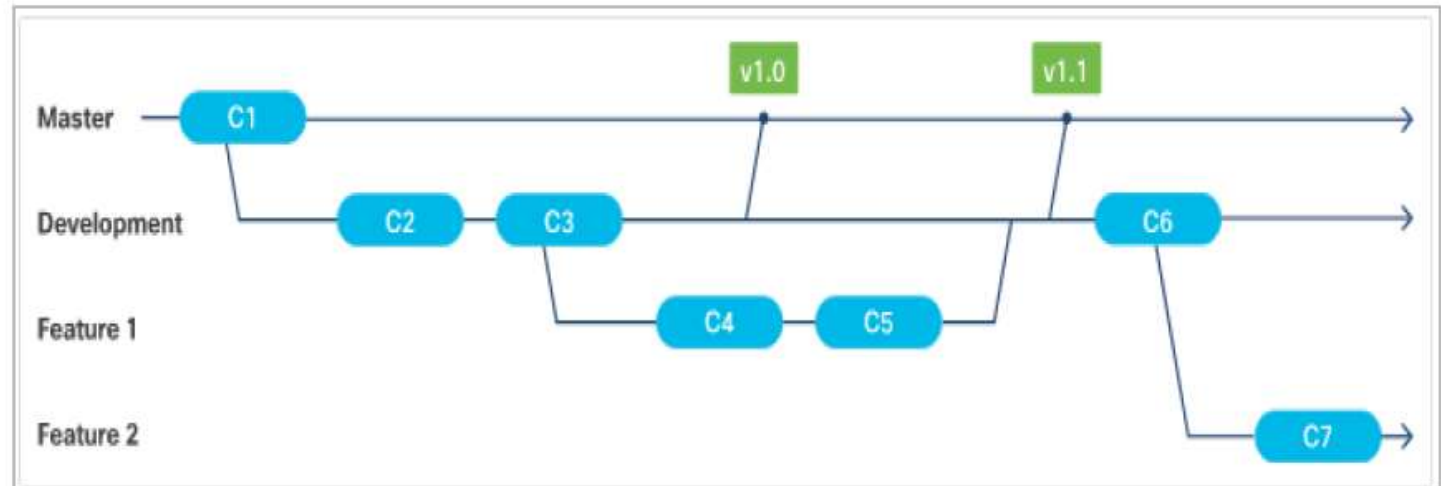 v1.0 v1.1
Master C1
Development C2 C3 C6
Feature 1 C4 C5
Feature 2 C7